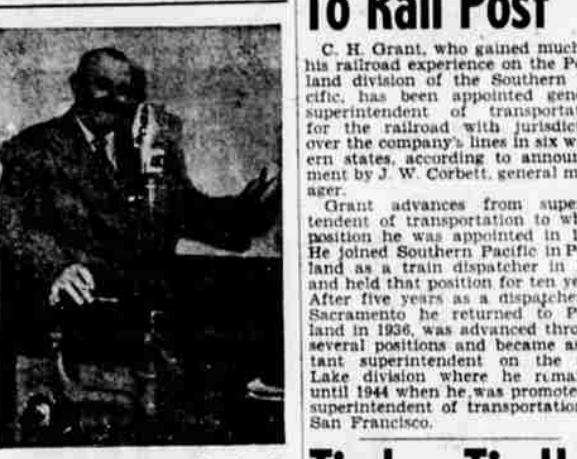 To Rail Post
C. H. Grant, who gained much
his railroad experience on the Po
land division of the Southern
cific, has been appointed gen
superintendent of transporta
for the railroad with jurisdic
over the company's lines in six w
ern states, according to announ
ment by J. W. Corbett, general m
ager.
Grant advances from supe
tendent of transportation to wh
position he was appointed in 1
He joined Southern Pacific in P
land as a train dispatcher in
and held that position for ten ye
After five years as a dispatche
Sacramento he returned to P
land in 1936, was advanced thro
several positions and became as
tant superintendent on the
Lake division where he rema
until 1944 when he was promote
superintendent of transportation
San Francisco.